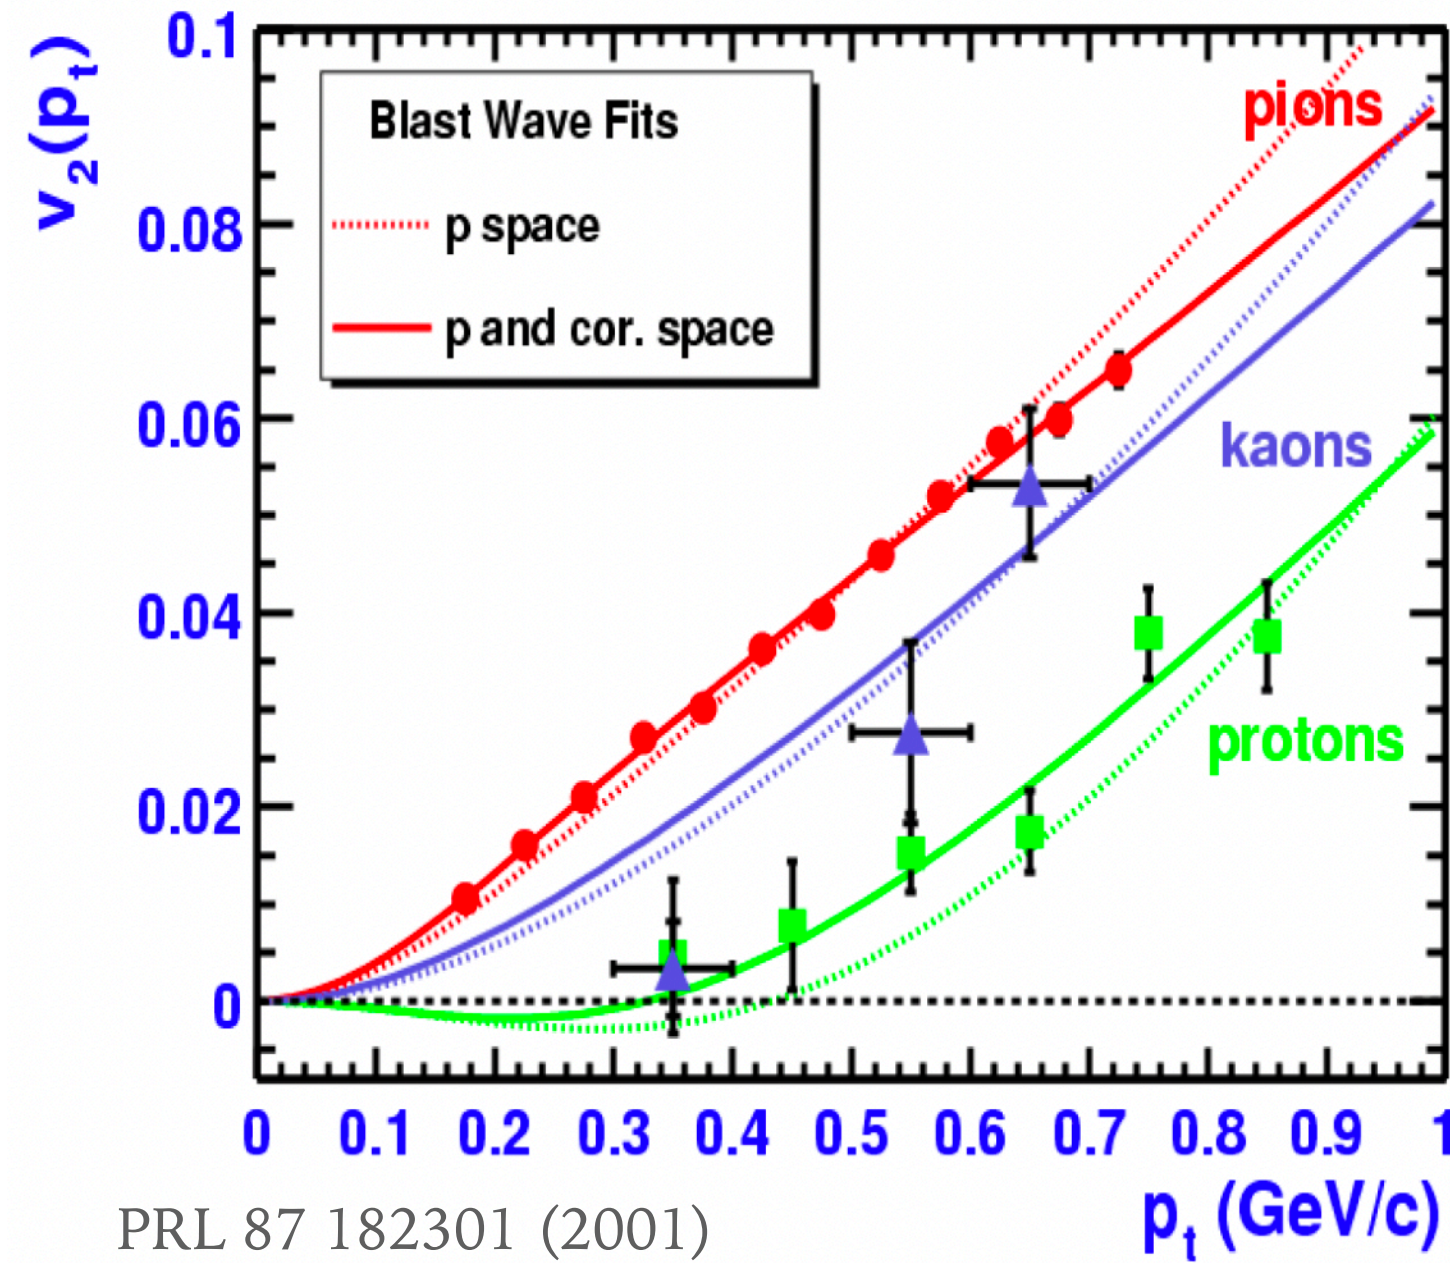 0.1
v2(pt)
Blast Wave Fits
p space
p and cor. space
pions
0.08
0.06
kaons
0.04
protons
0.02
0
0 0.1 0.2 0.3 0.4 0.5 0.6 0.7 0.8 0.9 1
pt (GeV/c)
PRL 87 182301 (2001)